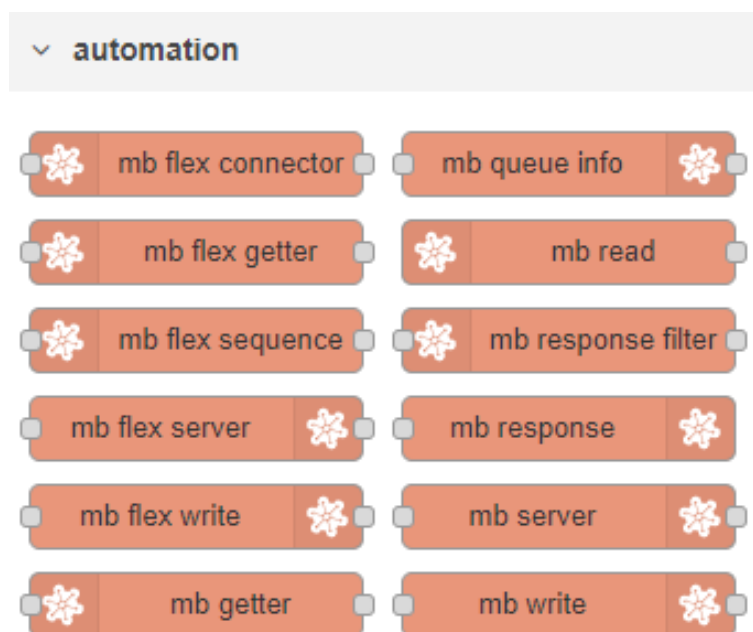 automation
mb flex connector
mb queue info
mb flex getter
mb read
mb flex sequence
mb response filter
mb flex server
mb response
mb flex write
mb server
mb getter
mb write